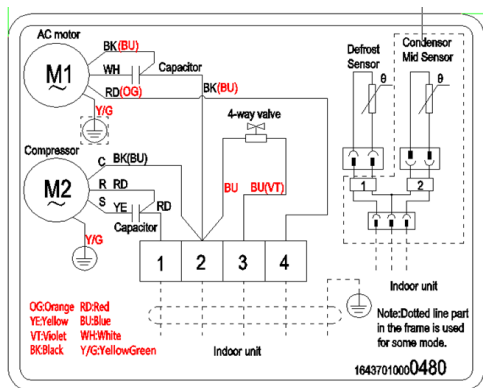 AC motor
M1
BK(BU)
WH
Capacitor
RD(OG)
Y/G
BK(BU)
4-way valve
Compressor
M2
C BK(BU)
R RD
S YE
RD
Capacitor
Y/G
BU
BU(VT)
1 2 3 4
Indoor unit
OG:Orange RD:Red
YE:Yellow BU:Blue
VT:Violet WH:White
BK:Black Y/G:YellowGreen
Defrost
Sensor
Condensor
Mid Sensor
θ
θ
1
2
Indoor unit
Note:Dotted line part
in the frame is used
for some mode.
16437010000480